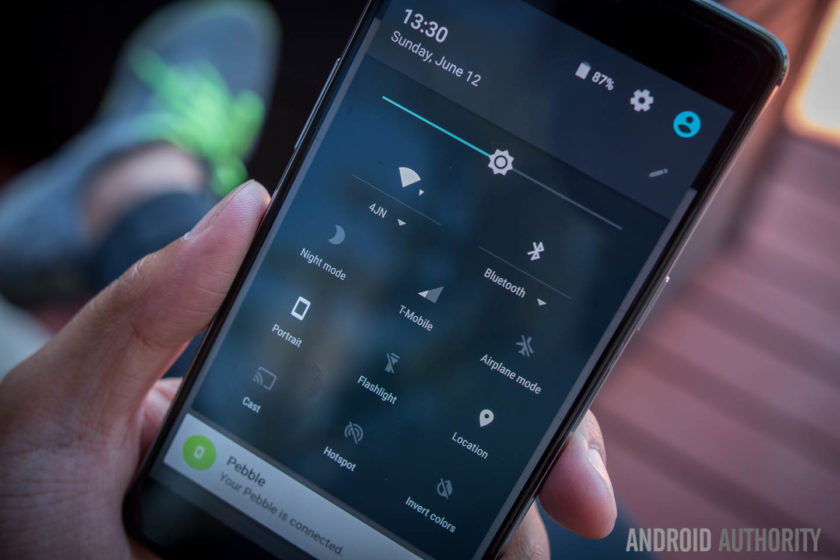 13:30
Sunday, June 12
87%
4JN
Bluetooth
Night mode
T-Mobile
Airplane mode
Portrait
Flashlight
Location
Cast
Hotspot
Invert colors
Pebble
Your Pebble is connected.
ANDROID AUTHORITY